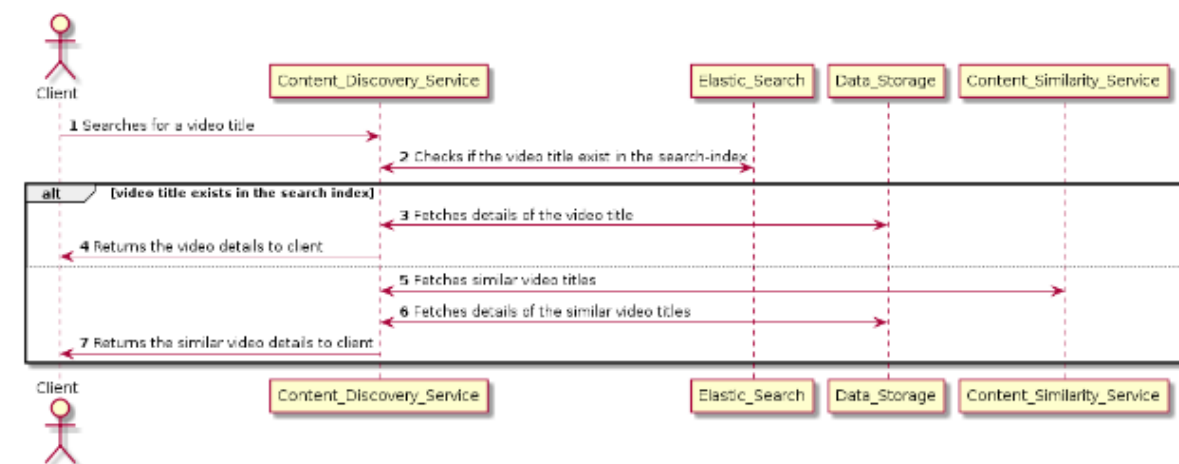 Client
Content_Discovery_Service
Elastic_Search
Data_Storage
Content_Similarity_Service
1 Searches for a video title
2 Checks if the video title exist in the search-index
alt
[video title exists in the search index]
3 Fetches details of the video title
4 Returns the video details to client
5 Fetches similar video titles
6 Fetches details of the similar video titles
7 Returns the similar video details to client
Client
Content_Discovery_Service
Elastic_Search
Data_Storage
Content_Similarity_Service